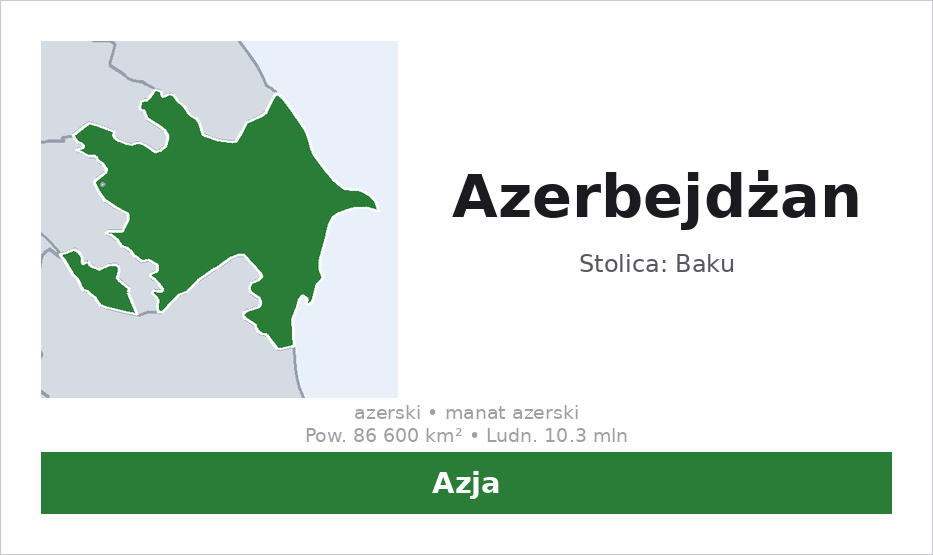 Azerbejdżan
Stolica: Baku
azerski • manat azerski
Pow. 86 600 km² • Ludn. 10.3 mln
Azja